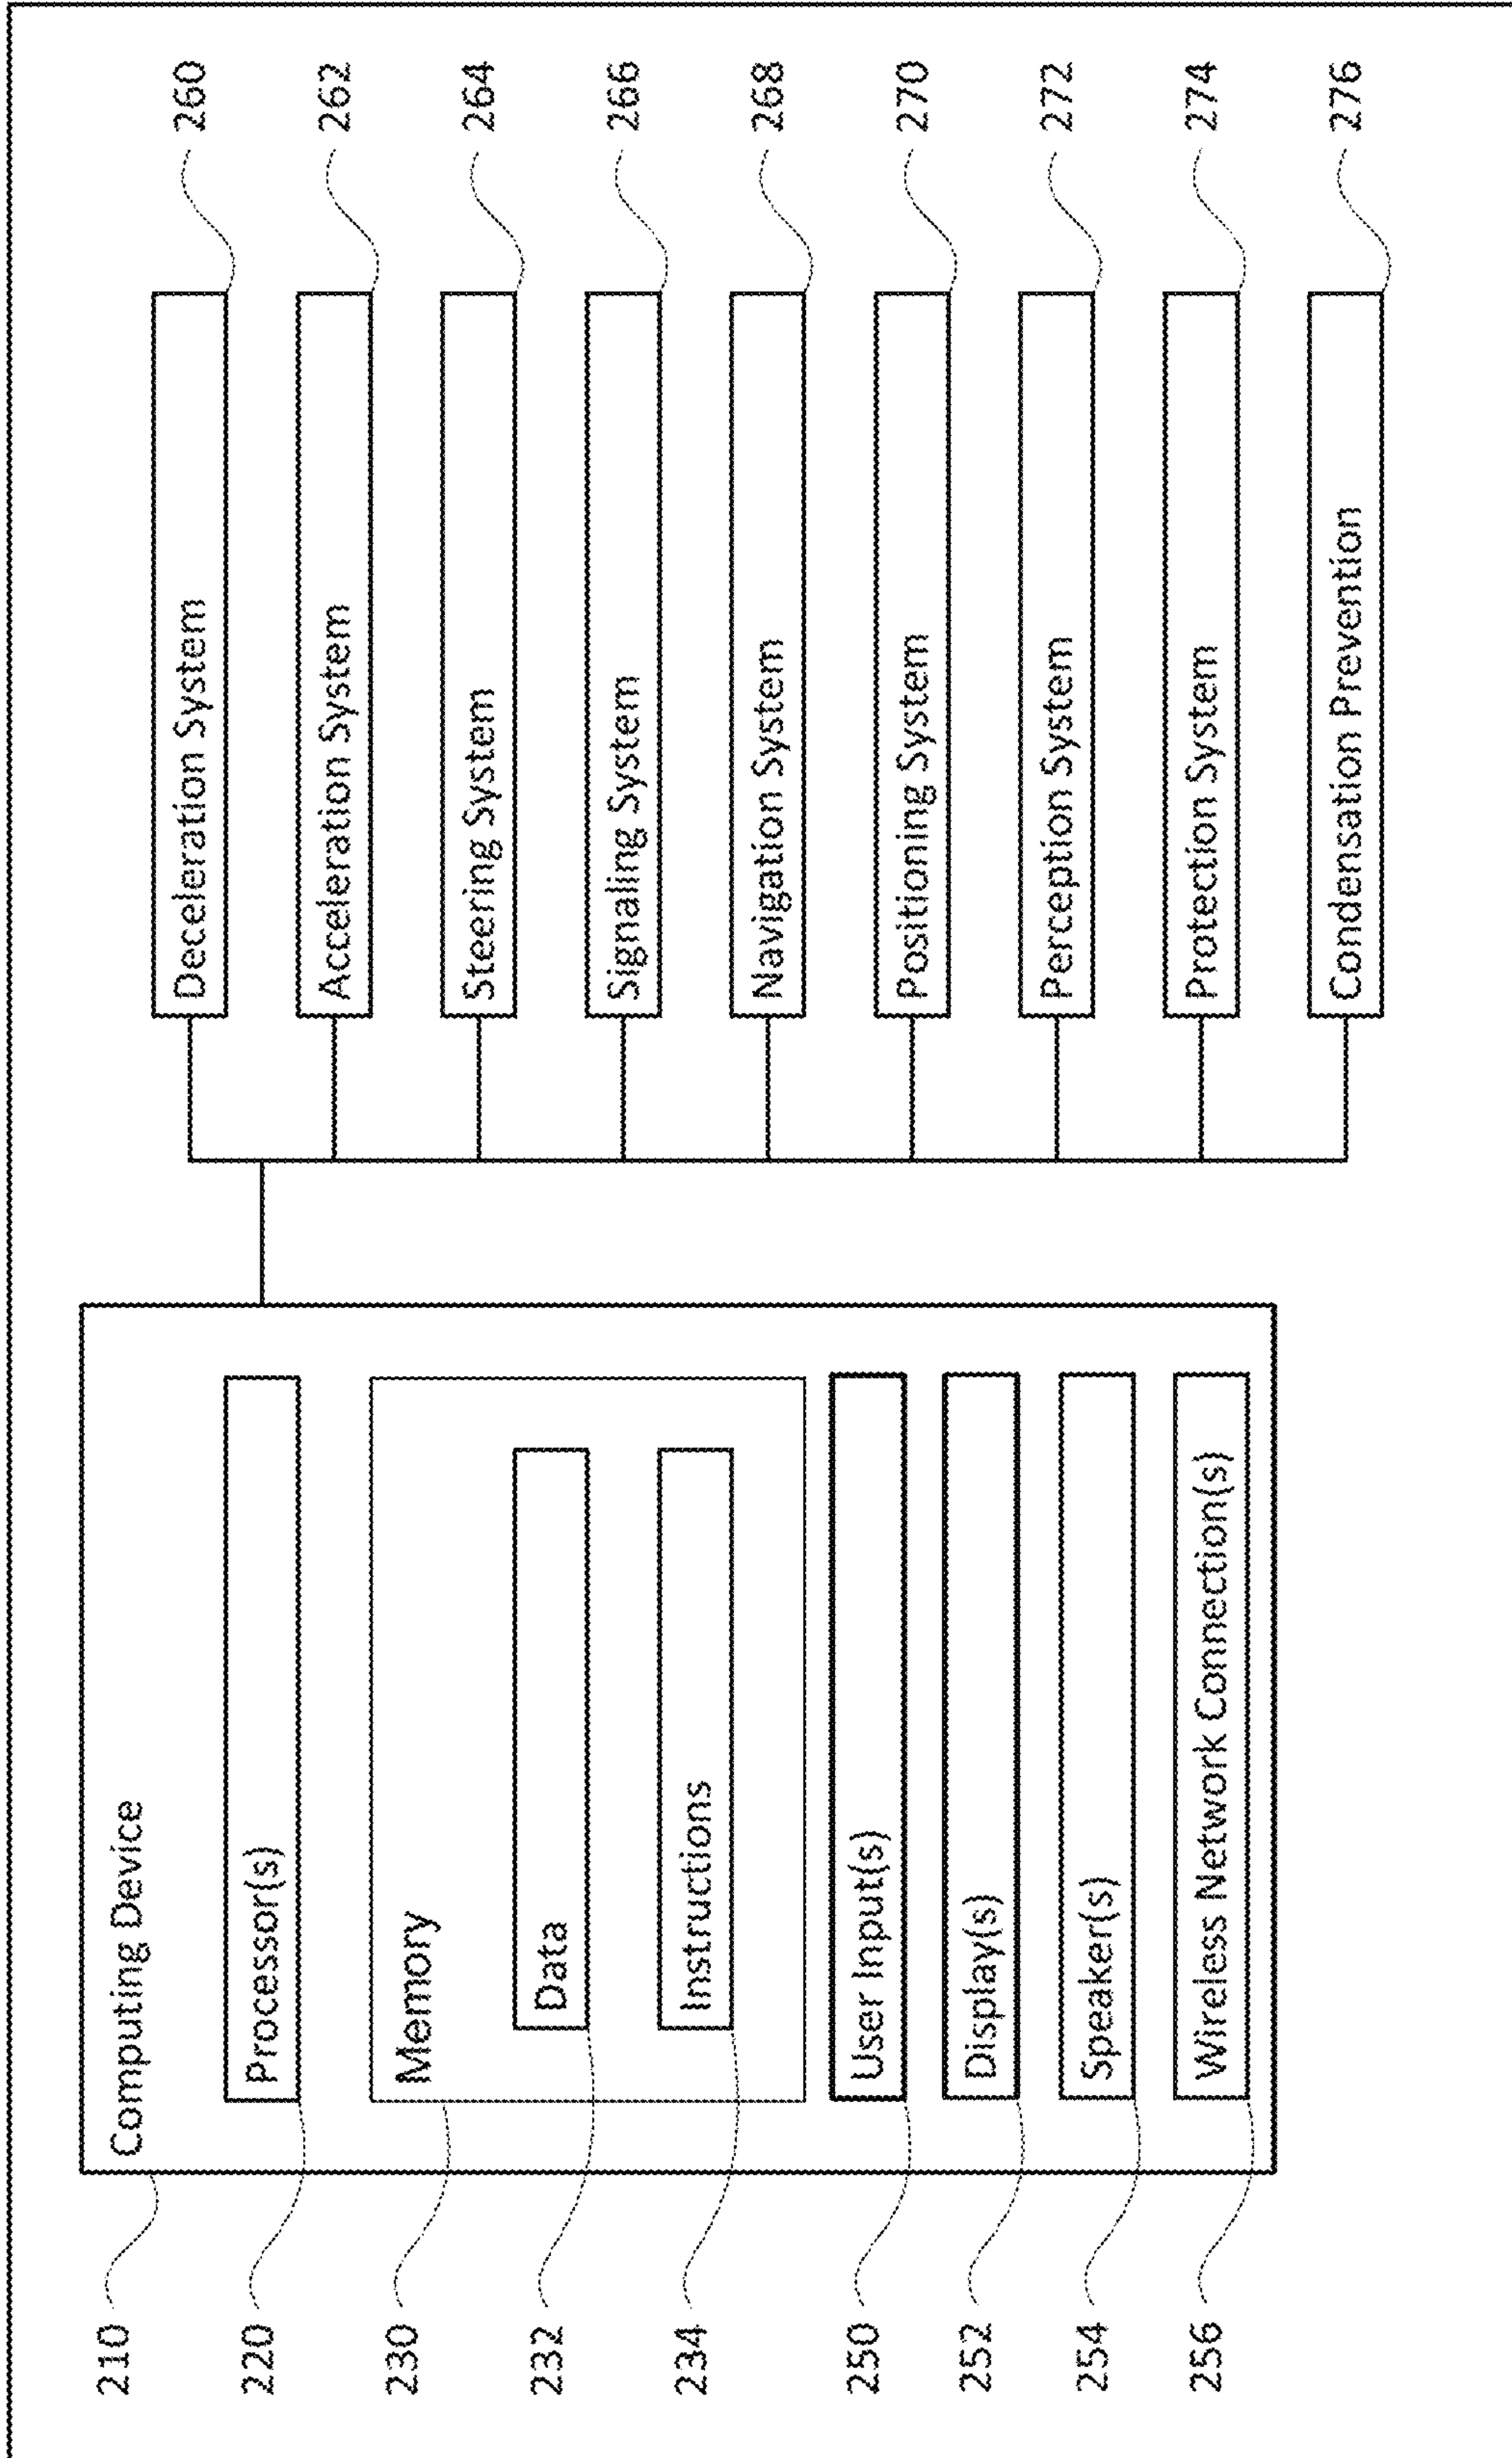 Computing Device
210
Processor(s)
220
Memory
230
Data
232
Instructions
234
User Input(s)
250
Display(s)
252
Speaker(s)
254
Wireless Network Connection(s)
256
Deceleration System
260
Acceleration System
262
Steering System
264
Signaling System
266
Navigation System
268
Positioning System
270
Perception System
272
Protection System
274
Condensation Prevention
276